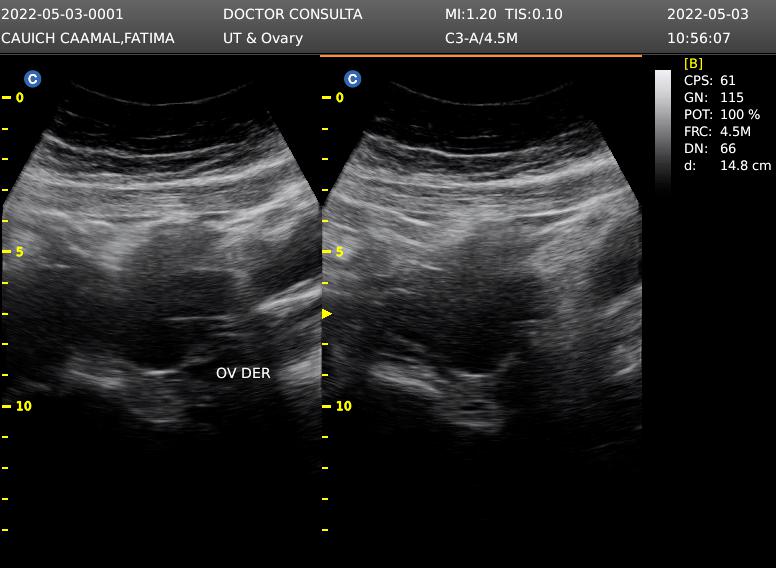 2022-05-03-0001 DOCTOR CONSULTA MI:1.20 TIS:0.10 2022-05-03
CAUICH CAAMAL,FATIMA UT & Ovary C3-A/4.5M 10:56:07
[B]
CPS: 61
GN: 115
POT: 100 %
FRC: 4.5M
DN: 66
d: 14.8 cm
C
0
5
10
OV DER
C
0
5
10